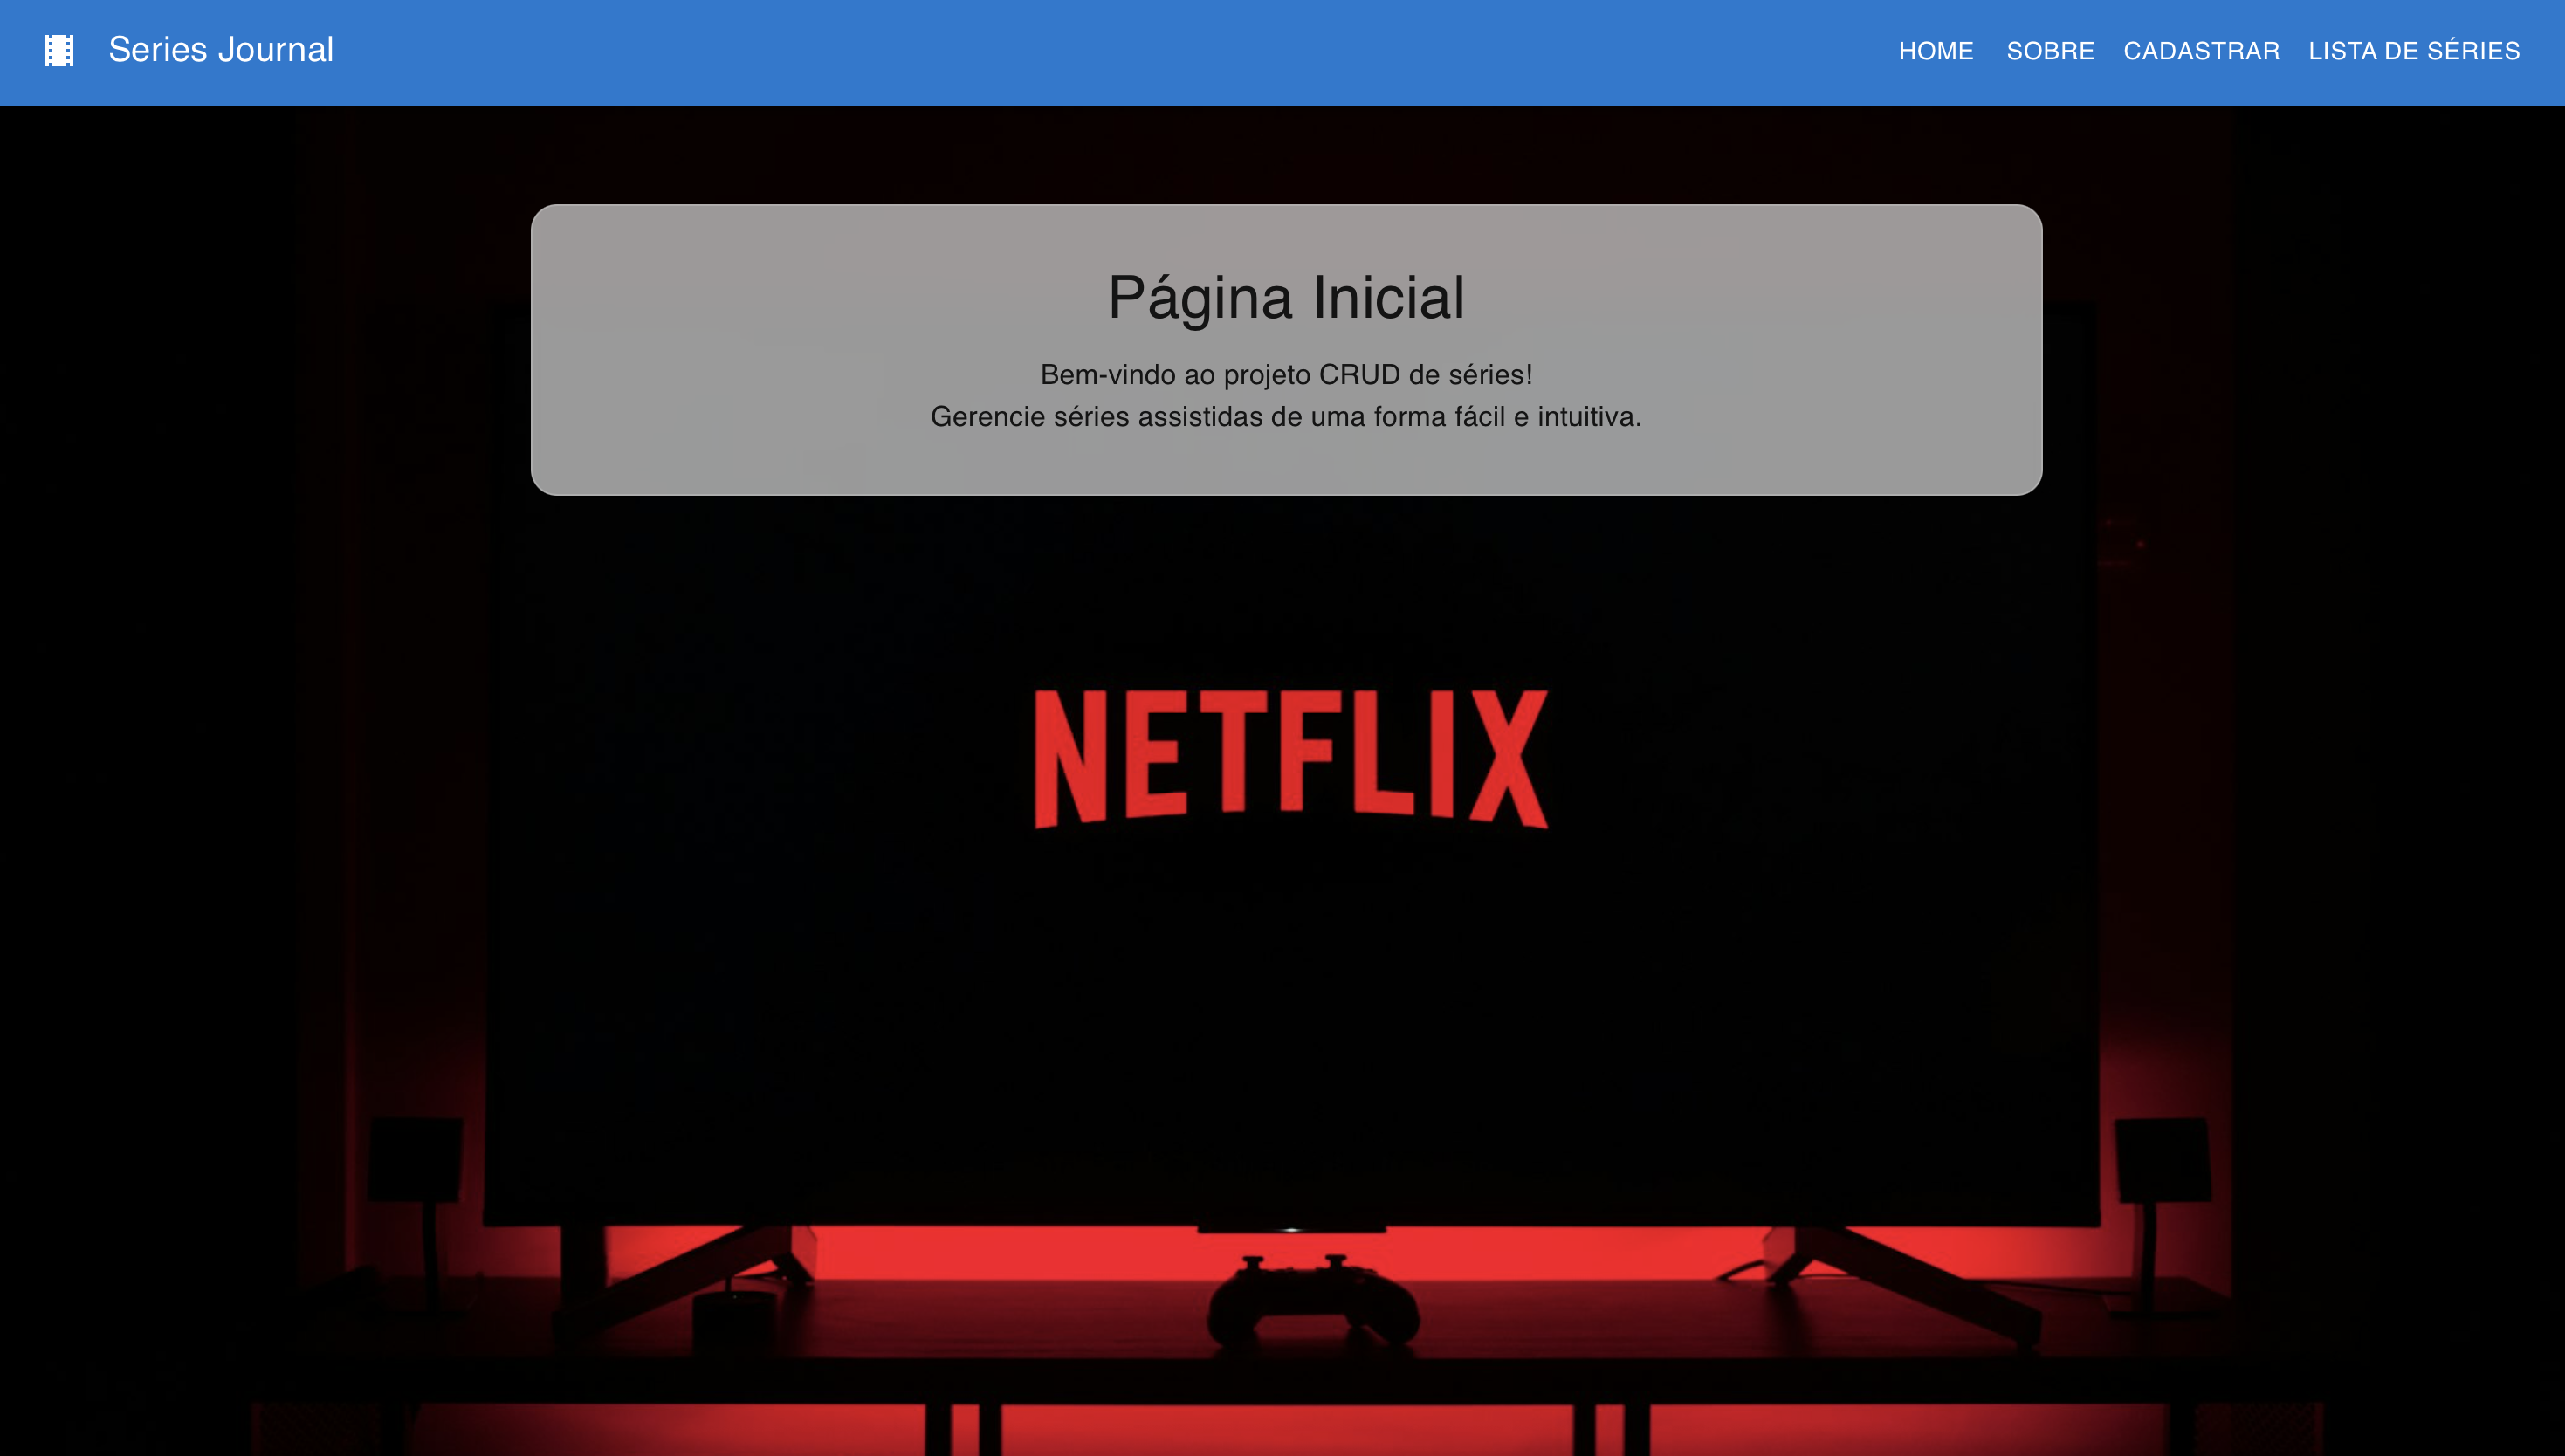 Series Journal
HOME SOBRE CADASTRAR LISTA DE SÉRIES
Página Inicial
Bem-vindo ao projeto CRUD de séries!
Gerencie séries assistidas de uma forma fácil e intuitiva.
NETFLIX